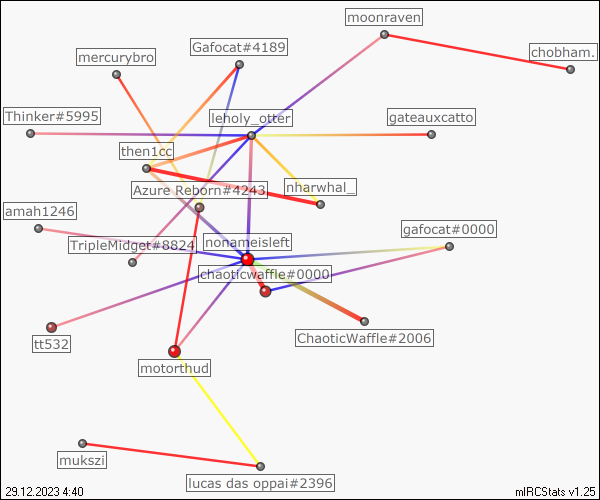 moonraven
Gafocat#4189
chobham.
mercurybro
Thinker#5995
leholy_otter
gateauxcatto
then1cc
Azure Reborn#4243
nharwhal_
amah1246
TripleMidget#8824
nonameisleft
gafocat#0000
chaoticwaffle#0000
tt532
ChaoticWaffle#2006
motorthud
mukszi
lucas das oppai#2396
29.12.2023 4:40
mIRCStats v1.25